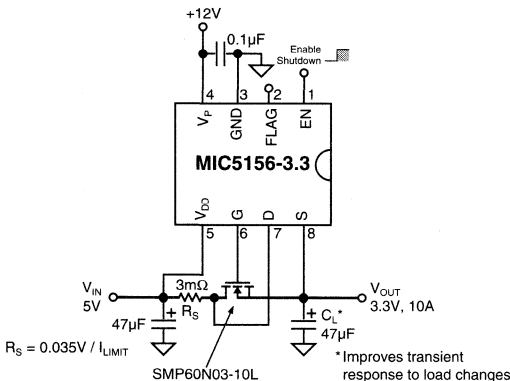 +12V
0.1µF
Enable
Shutdown
4 3 2 1
VP GND FLAG EN
MIC5156-3.3
VDD G D S
5 6 7 8
VIN
5V
3mΩ
RS
VOUT
3.3V, 10A
+
47µF
+ CL*
47µF
RS = 0.035V / ILIMIT
SMP60N03-10L
*Improves transient
response to load changes